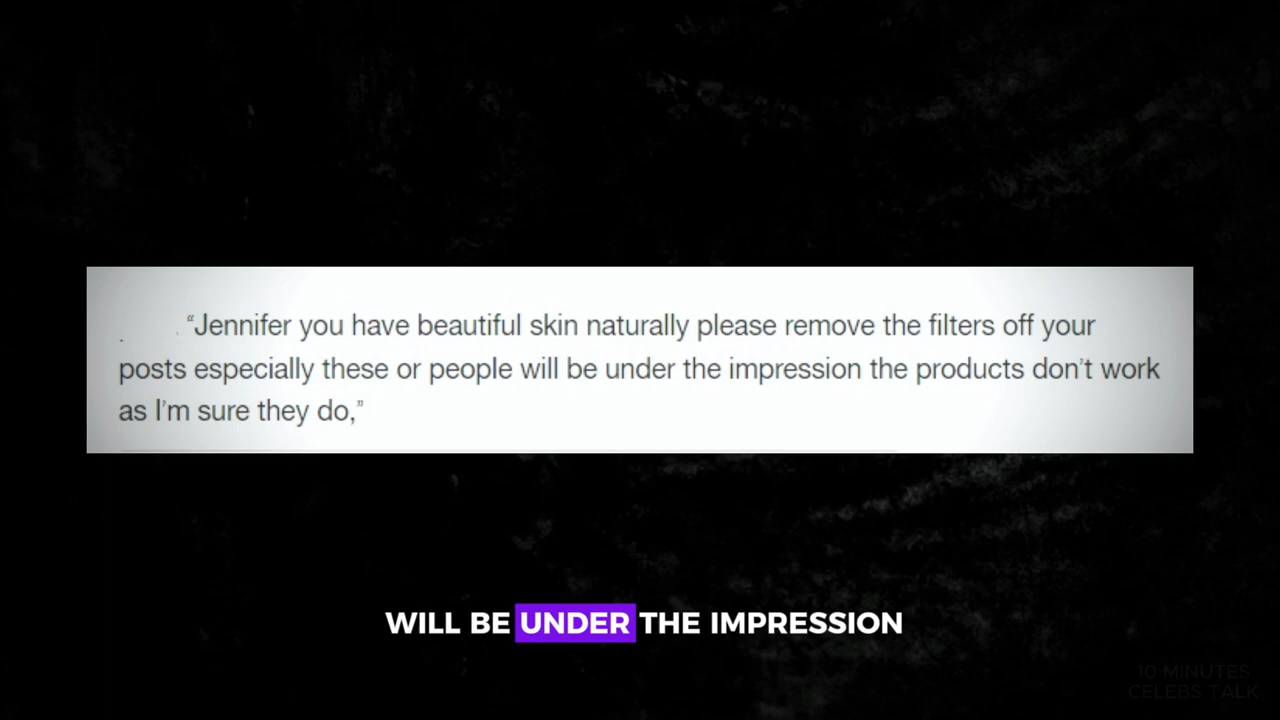 “Jennifer you have beautiful skin naturally please remove the filters off your
posts especially these or people will be under the impression the products don’t work
as I’m sure they do,”
WILL BE UNDER THE IMPRESSION
10 MINUTES
CELEBS TALK